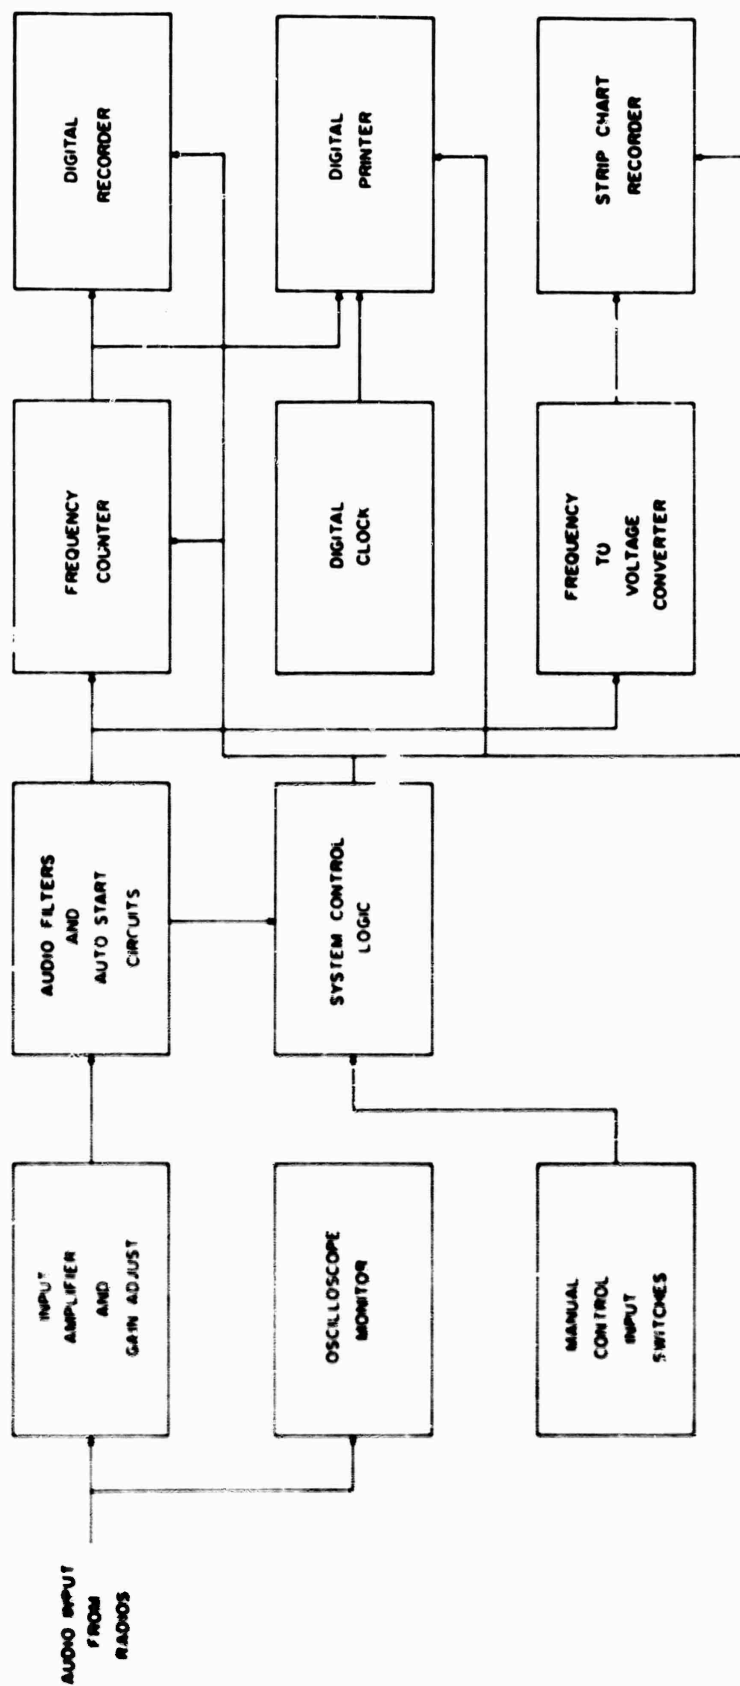 AUDIO INPUT
FROM
RADIOS
INPUT
AMPLIFIER
AND
GAIN ADJUST
AUDIO FILTERS
AND
AUTO START
CIRCUITS
FREQUENCY
COUNTER
DIGITAL
RECORDER
OSCILLOSCOPE
MONITOR
SYSTEM CONTROL
LOGIC
DIGITAL
CLOCK
DIGITAL
PRINTER
MANUAL
CONTROL
INPUT
SWITCHES
FREQUENCY
TO
VOLTAGE
CONVERTER
STRIP CHART
RECORDER